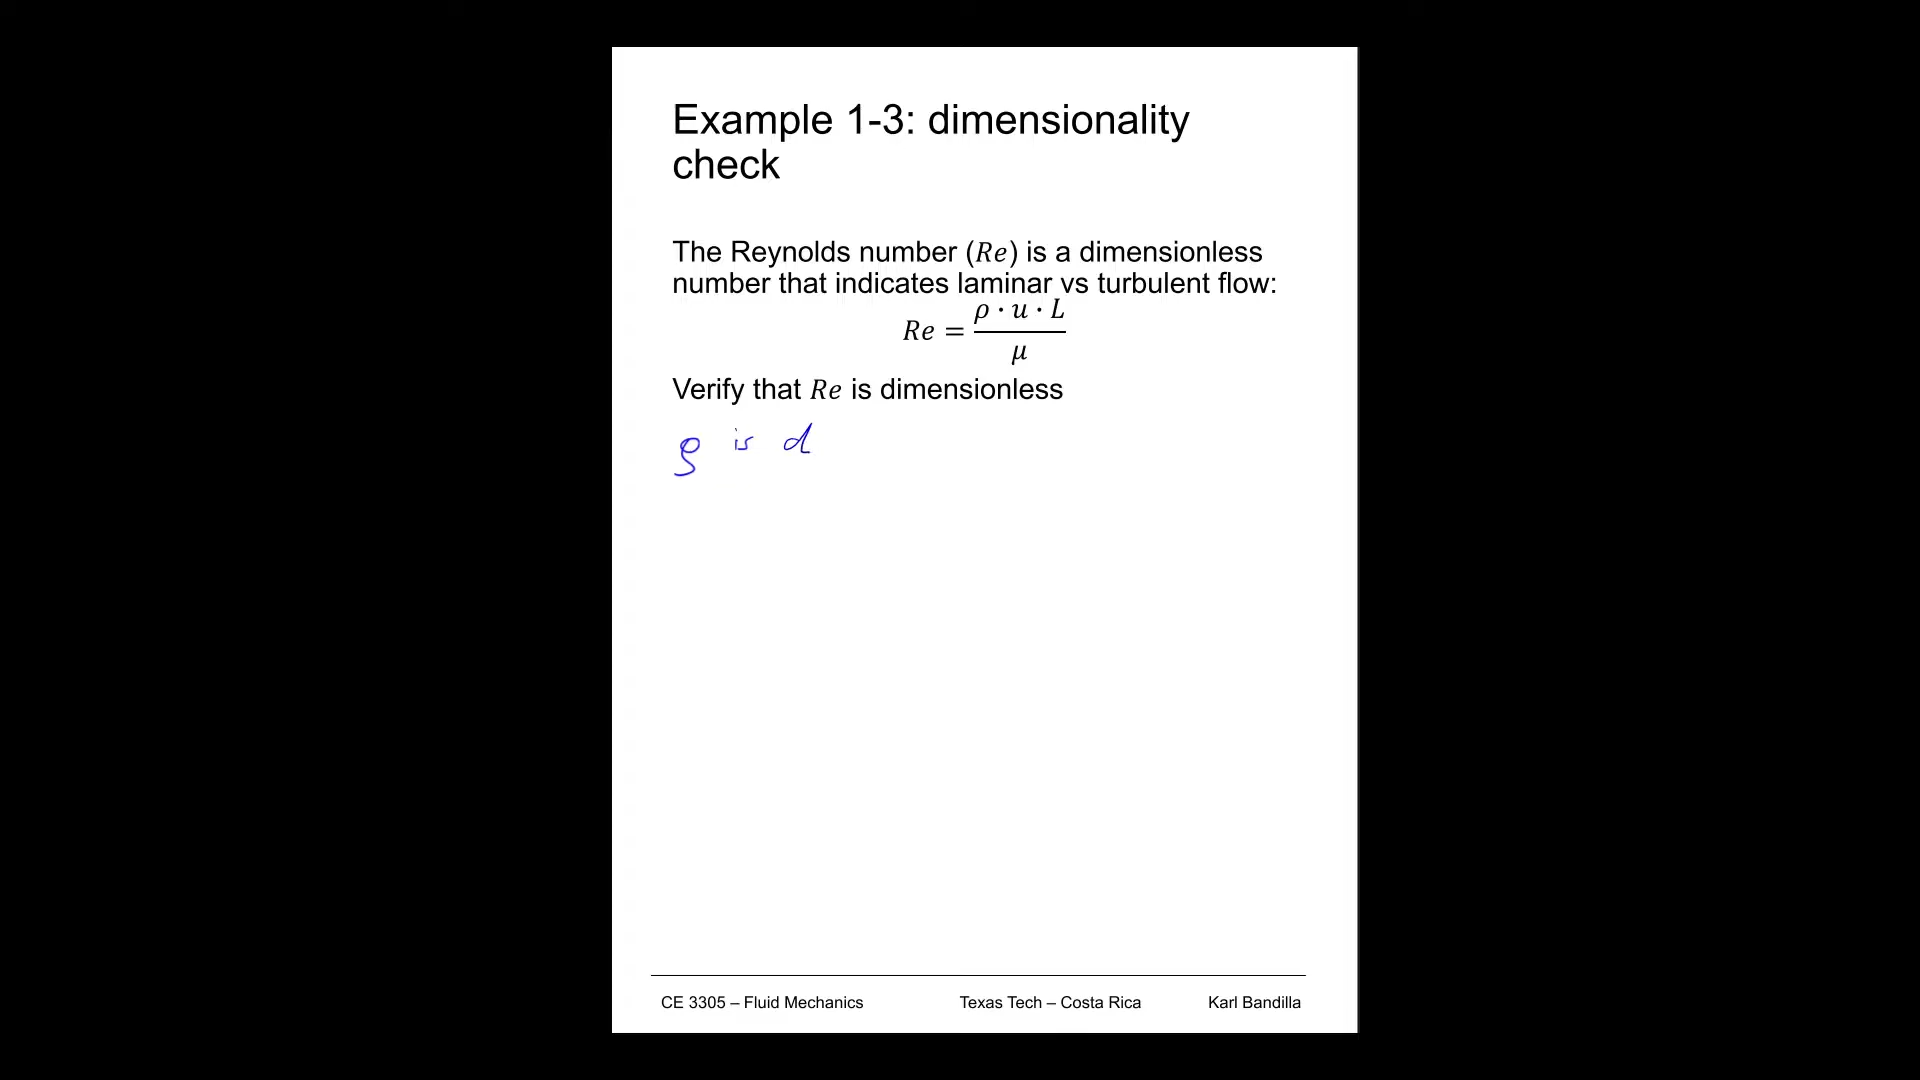 Example 1-3: dimensionality
check
The Reynolds number (Re) is a dimensionless
number that indicates laminar vs turbulent flow:
Re = ρ · u · L / μ
Verify that Re is dimensionless
ρ is d
CE 3305 – Fluid Mechanics Texas Tech – Costa Rica Karl Bandilla